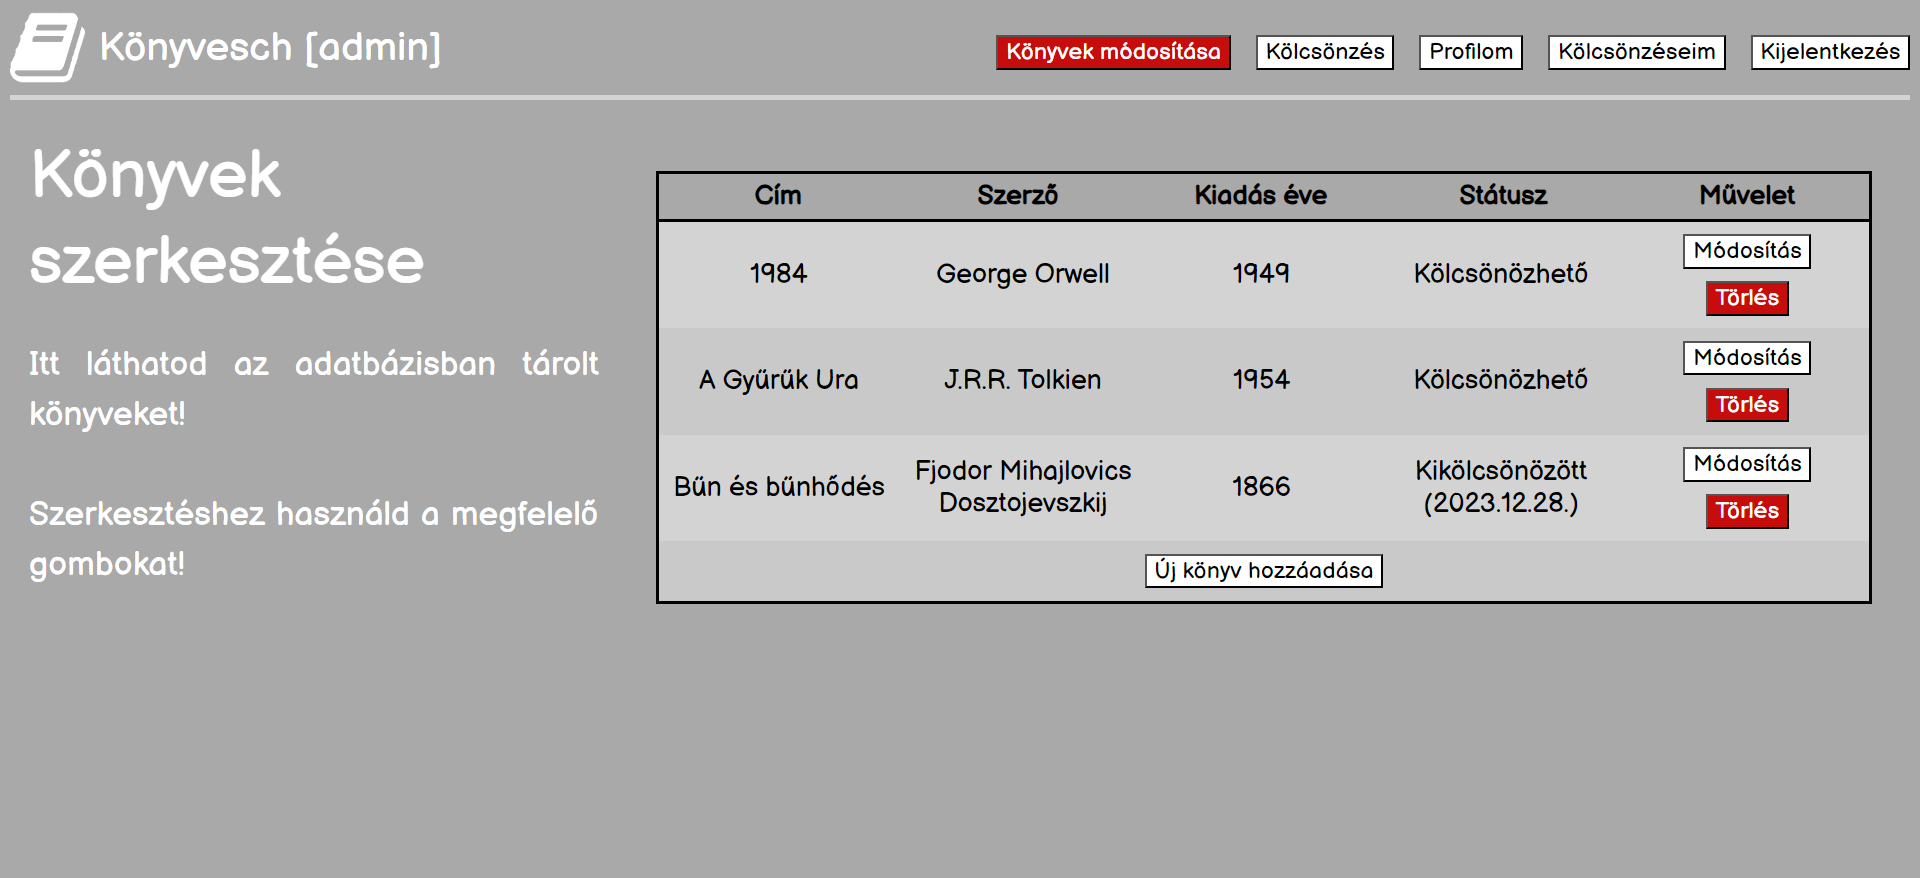 Könyvesch [admin]
Könyvek módosítása
Kölcsönzés
Profilom
Kölcsönzéseim
Kijelentkezés
Könyvek
szerkesztése
Itt láthatod az adatbázisban tárolt
könyveket!
Szerkesztéshez használd a megfelelő
gombokat!
Cím Szerző Kiadás éve Státusz Művelet
1984 George Orwell 1949 Kölcsönözhető
Módosítás
Törlés
A Gyűrűk Ura J.R.R. Tolkien 1954 Kölcsönözhető
Módosítás
Törlés
Bűn és bűnhődés
Fjodor Mihajlovics
Dosztojevszkij
1866
Kikölcsönözött
(2023.12.28.)
Módosítás
Törlés
Új könyv hozzáadása